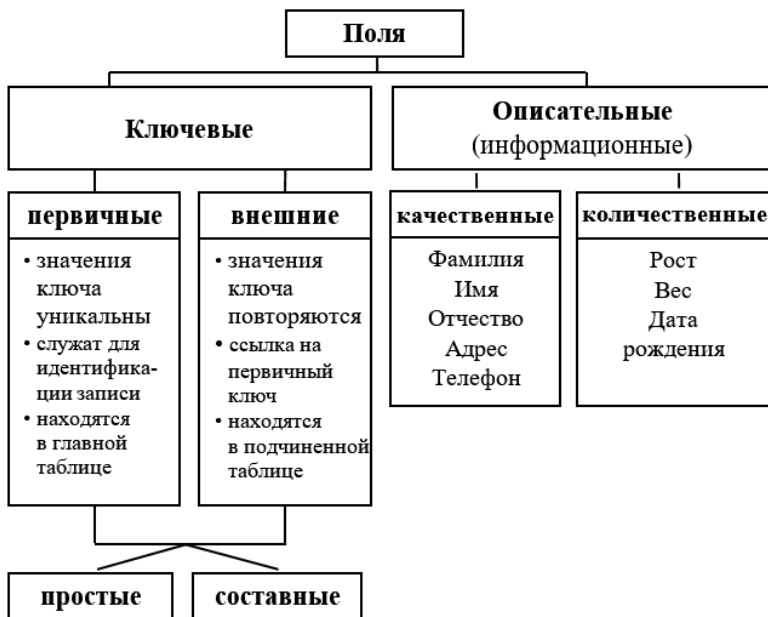 Поля
Ключевые
Описательные
(информационные)
первичные
• значения
ключа
уникальны
• служат для
идентифика-
ции записи
• находятся
в главной
таблице
внешние
• значения
ключа
повторяются
• ссылка на
первичный
ключ
• находятся
в подчиненной
таблице
качественные
Фамилия
Имя
Отчество
Адрес
Телефон
количественные
Рост
Вес
Дата
рождения
простые
составные